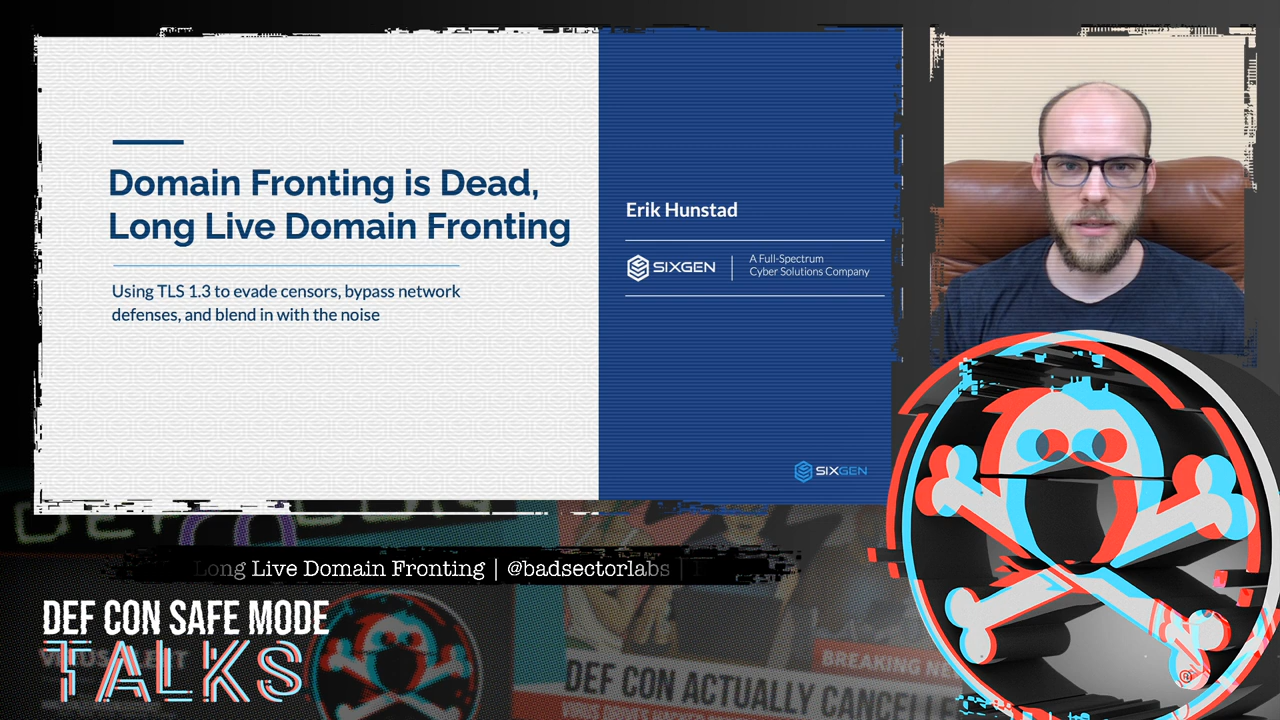 Domain Fronting is Dead,
Long Live Domain Fronting
Using TLS 1.3 to evade censors, bypass network
defenses, and blend in with the noise
Erik Hunstad
SIXGEN
A Full-Spectrum
Cyber Solutions Company
SIXGEN
Long Live Domain Fronting | @badsectorlabs |
DEF CON SAFE MODE
TALKS
DEF CON
BREAKING
DEF CON ACTUALLY CANCELLE
®